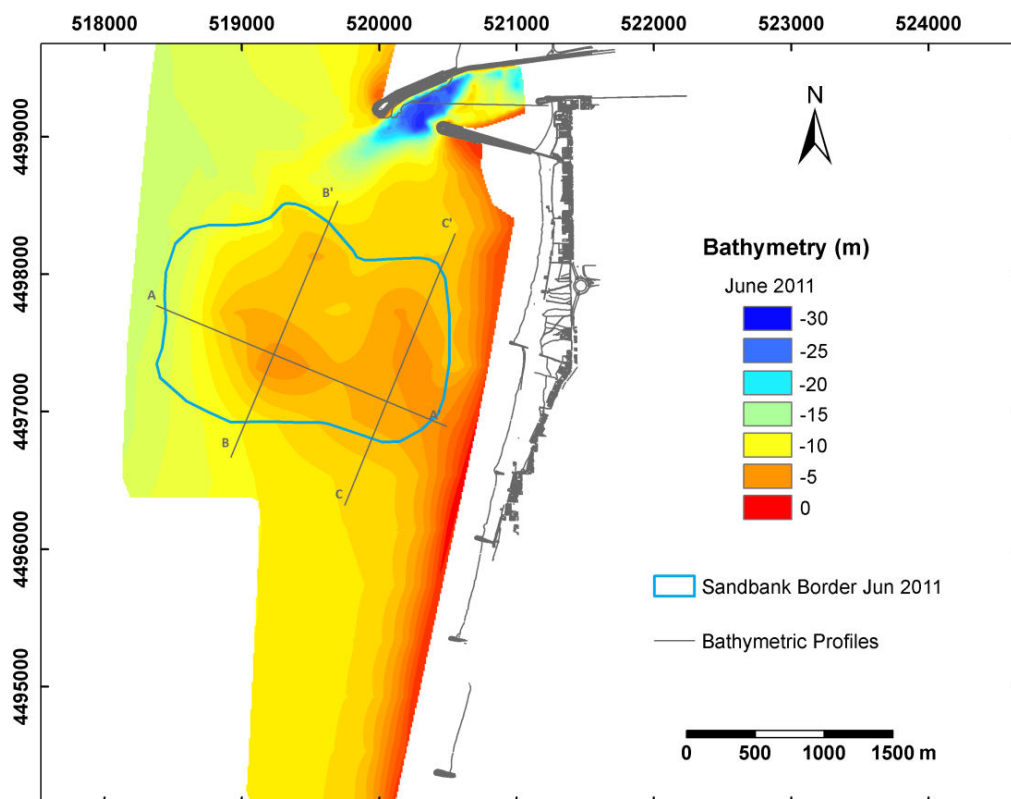 518000 519000 520000 521000 522000 523000 524000
4499000
4498000
4497000
4496000
4495000
N
B'
C'
A
A
B
C
Bathymetry (m)
June 2011
-30
-25
-20
-15
-10
-5
0
Sandbank Border Jun 2011
Bathymetric Profiles
0 500 1000 1500 m